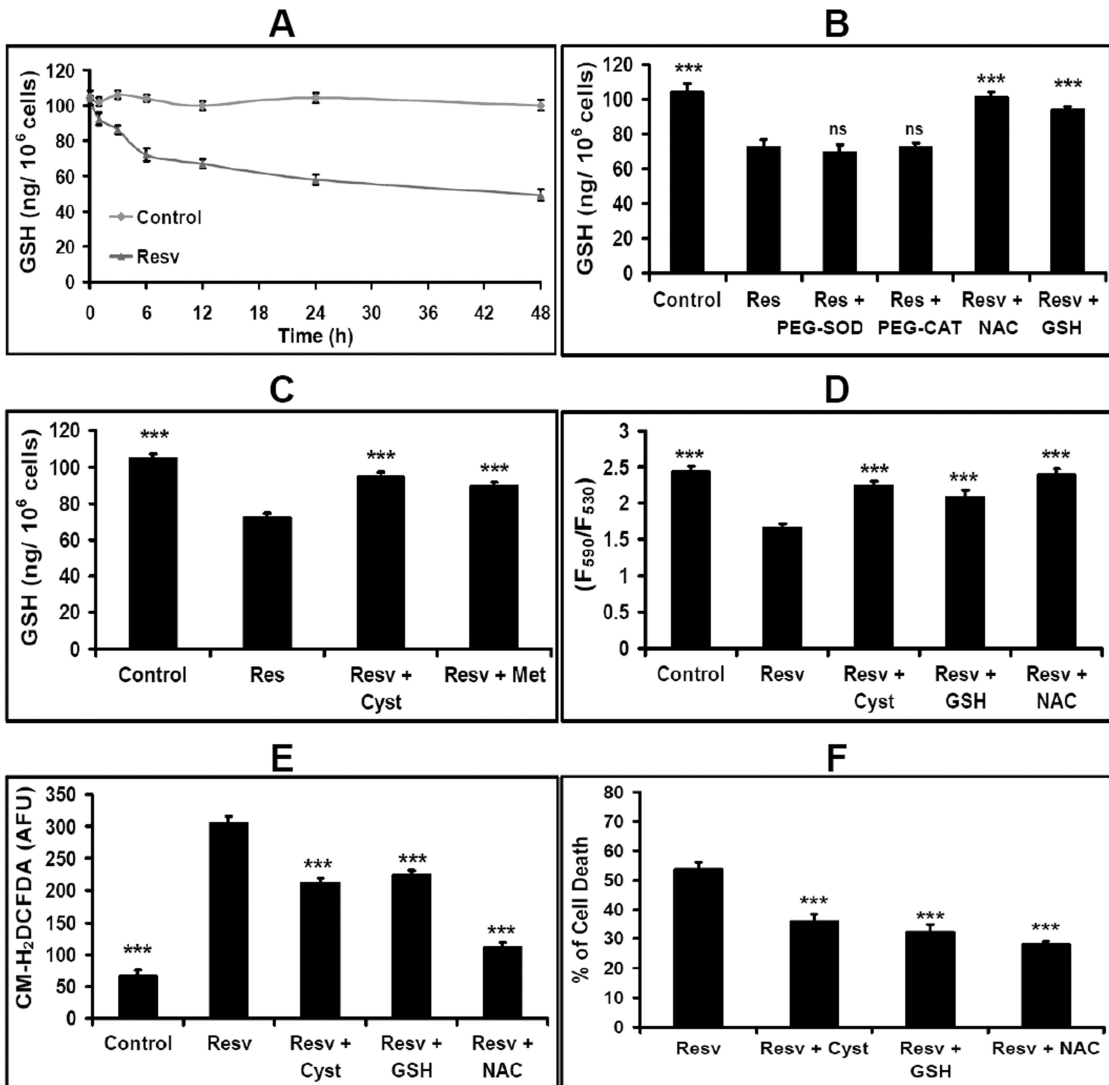 A
GSH (ng/ 10⁶ cells)
120
100
80
60
40
20
0
Control
Resv
0 6 12 18 24 30 36 42 48
Time (h)
B
GSH (ng/ 10⁶ cells)
120
100
80
60
40
20
0
*** ns ns *** ***
Control Res Res + Res + Resv + Resv +
PEG-SOD PEG-CAT NAC GSH
C
GSH (ng/ 10⁶ cells)
120
100
80
60
40
20
0
*** *** ***
Control Res Resv + Resv + Met
Cyst
D
(F₅₉₀/F₅₃₀)
3
2.5
2
1.5
1
0.5
0
*** *** *** ***
Control Resv Resv + Resv + Resv +
Cyst GSH NAC
E
CM-H₂DCFDA (AFU)
350
300
250
200
150
100
50
0
*** *** *** ***
Control Resv Resv + Resv + Resv +
Cyst GSH NAC
F
% of Cell Death
80
70
60
50
40
30
20
10
0
*** *** ***
Resv Resv + Cyst Resv + Resv + NAC
GSH